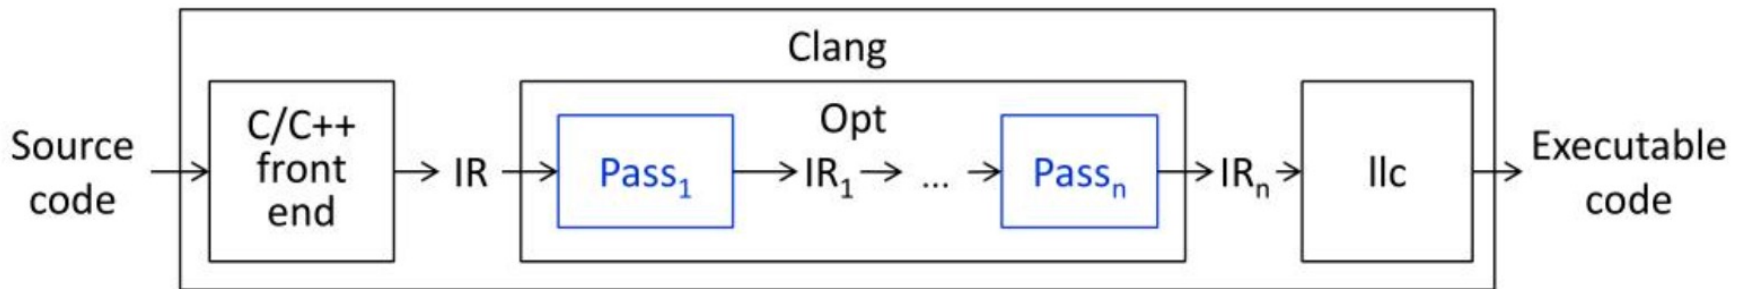 Clang
Source
code
C/C++
front
end
IR
Opt
Pass₁
IR₁
...
Passₙ
IRₙ
llc
Executable
code